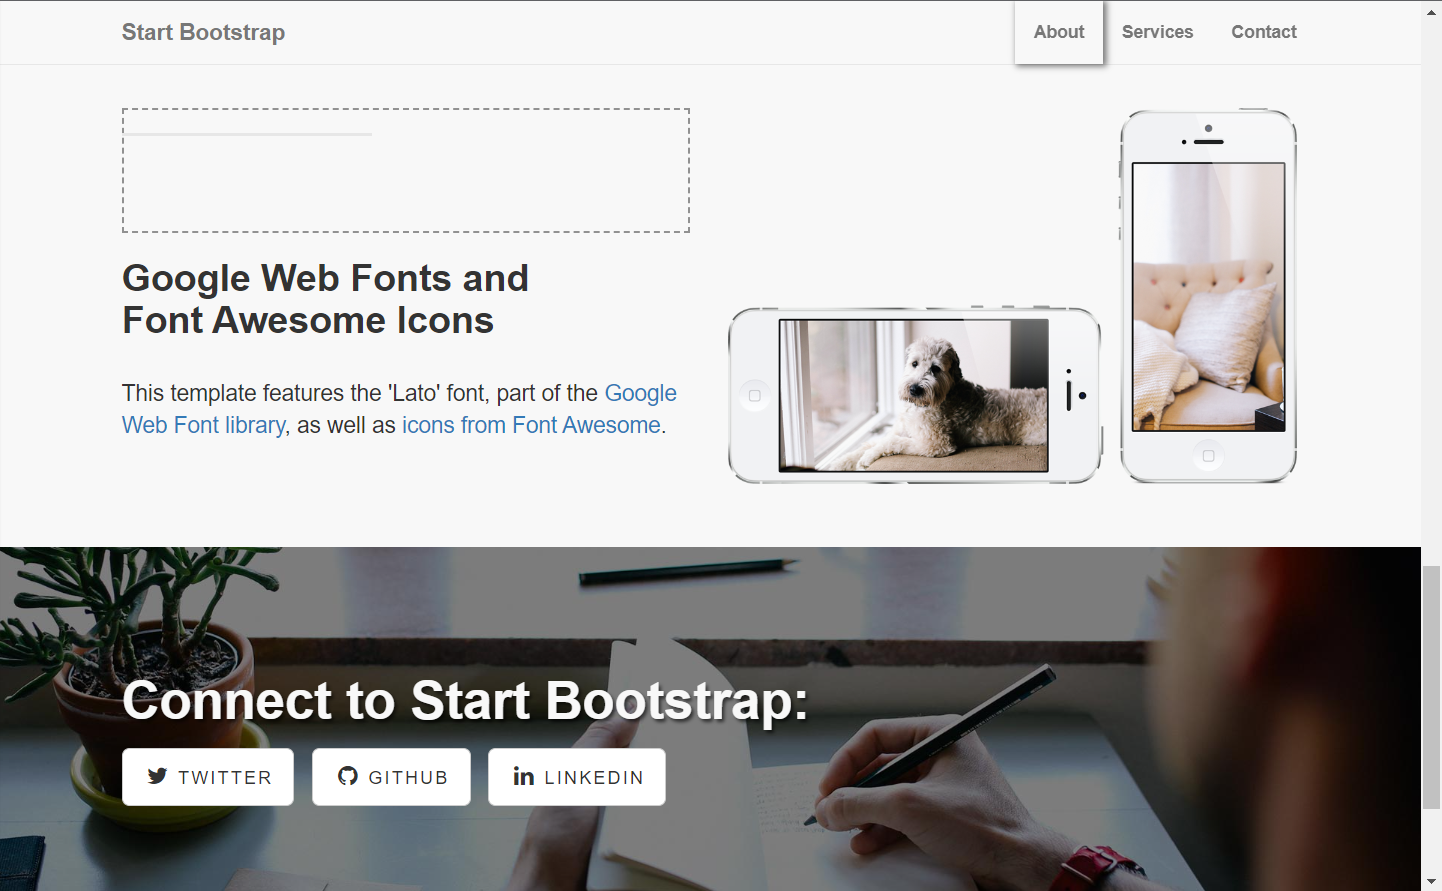 Start Bootstrap
About
Services
Contact
Google Web Fonts and
Font Awesome Icons
This template features the 'Lato' font, part of the Google
Web Font library, as well as icons from Font Awesome.
Connect to Start Bootstrap:
TWITTER
GITHUB
LINKEDIN